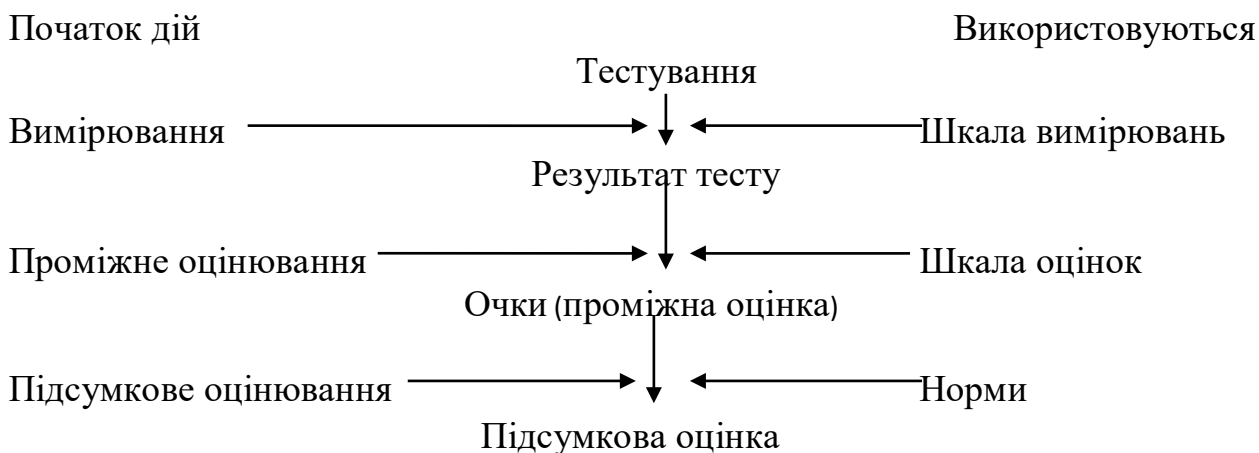 Початок дій Використовуються
Тестування
Вимірювання Шкала вимірювань
Результат тесту
Проміжне оцінювання Шкала оцінок
Очки (проміжна оцінка)
Підсумкове оцінювання Норми
Підсумкова оцінка